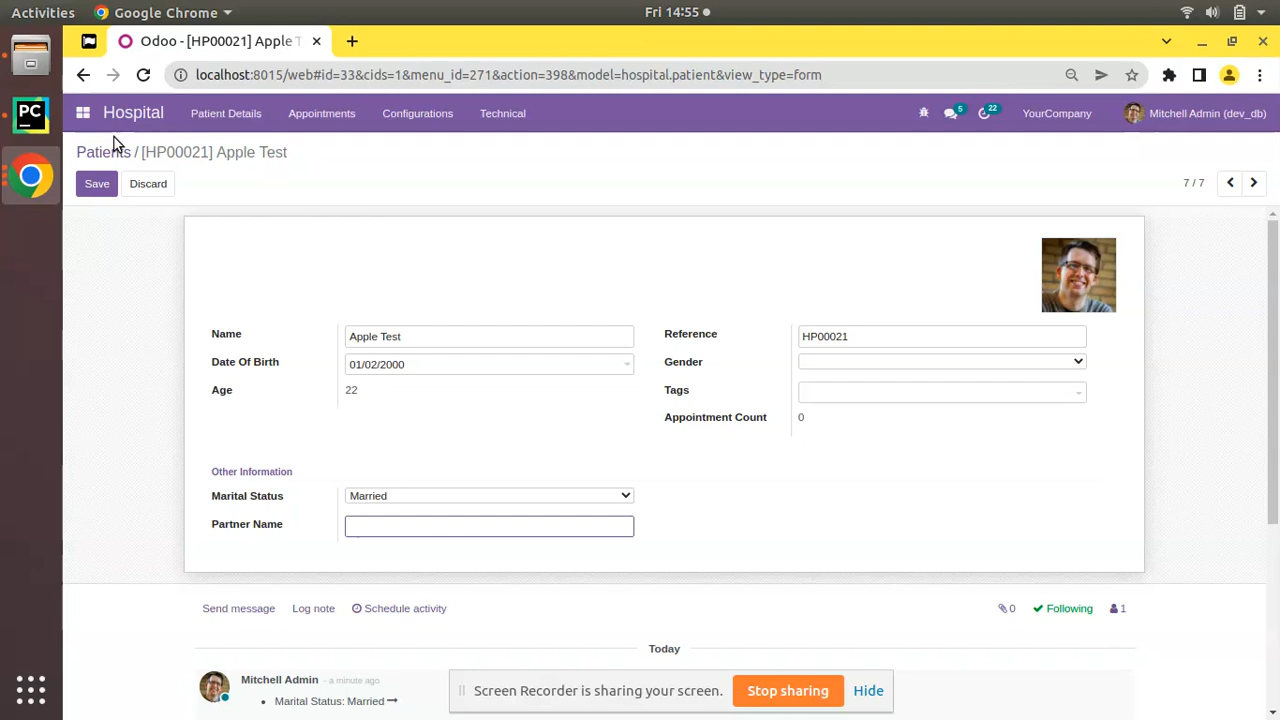 Activities Google Chrome Fri 14:55
Odoo - [HP00021] Apple T
localhost:8015/web#id=33&cids=1&menu_id=271&action=398&model=hospital.patient&view_type=form
PC
Hospital Patient Details Appointments Configurations Technical 5 22 YourCompany Mitchell Admin (dev_db)
Patients / [HP00021] Apple Test
Save Discard 7 / 7
Name Apple Test Reference HP00021
Date Of Birth 01/02/2000 Gender
Age 22 Tags
Appointment Count 0
Other Information
Marital Status Married
Partner Name
Send message Log note Schedule activity 0 Following 1
Today
Mitchell Admin - a minute ago
Marital Status: Married
Screen Recorder is sharing your screen. Stop sharing Hide